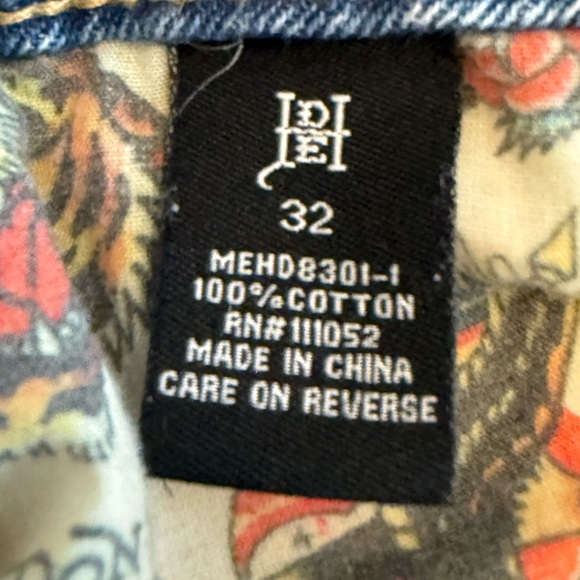 32
MEHD8301-1
100%COTTON
RN#111052
MADE IN CHINA
CARE ON REVERSE